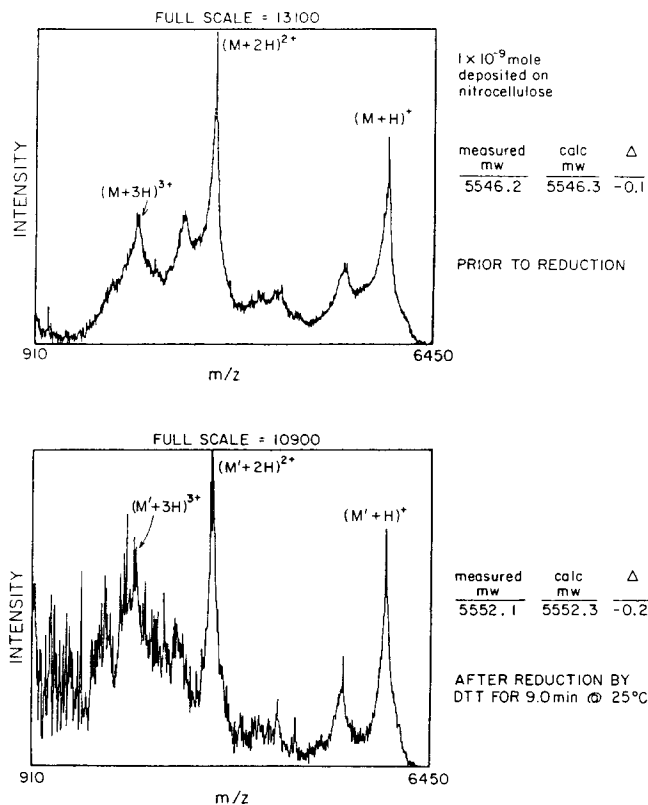 FULL SCALE = 13100
(M+2H)²⁺
(M+H)⁺
(M+3H)³⁺
INTENSITY
910
6450
m/z
1 × 10⁻⁹ mole
deposited on
nitrocellulose
measured mw calc mw Δ
5546.2 5546.3 -0.1
PRIOR TO REDUCTION
FULL SCALE = 10900
(M'+2H)²⁺
(M'+3H)³⁺
(M'+H)⁺
INTENSITY
910
6450
m/z
measured mw calc mw Δ
5552.1 5552.3 -0.2
AFTER REDUCTION BY
DTT FOR 9.0 min @ 25°C